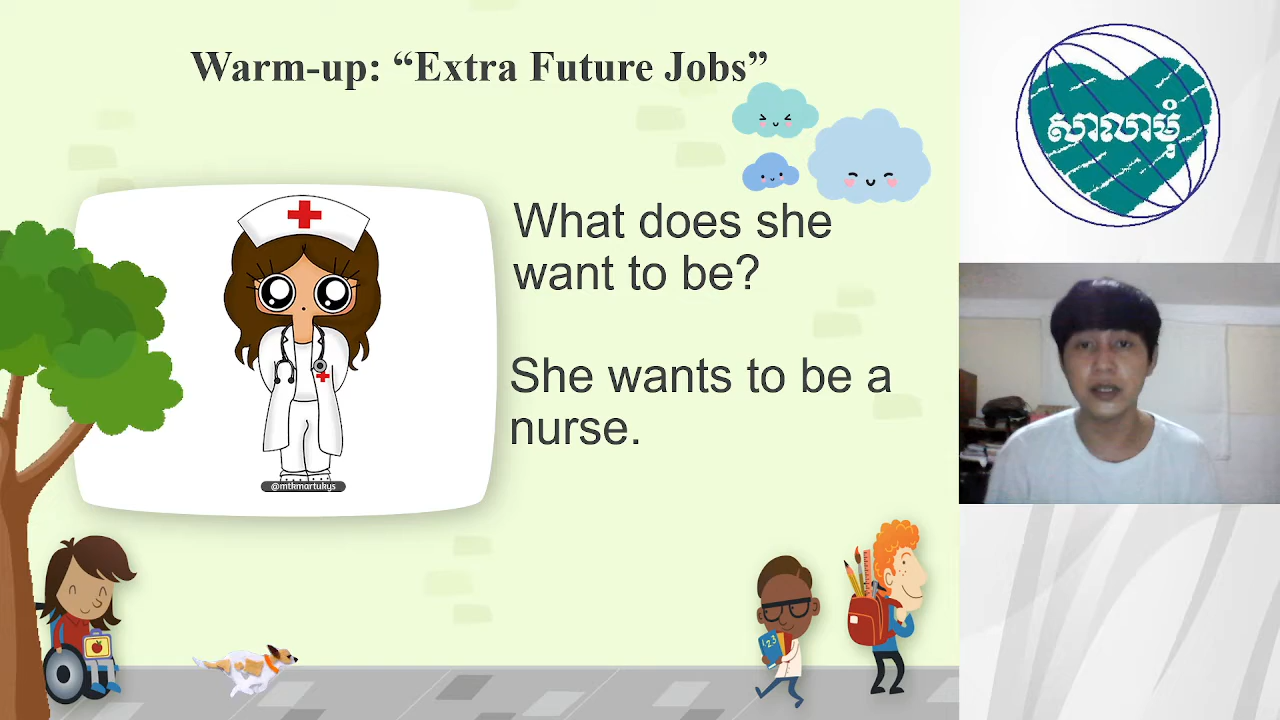 Warm-up: “Extra Future Jobs”
What does she
want to be?
She wants to be a
nurse.
@mtkmartukys
សាលាមុំ
123